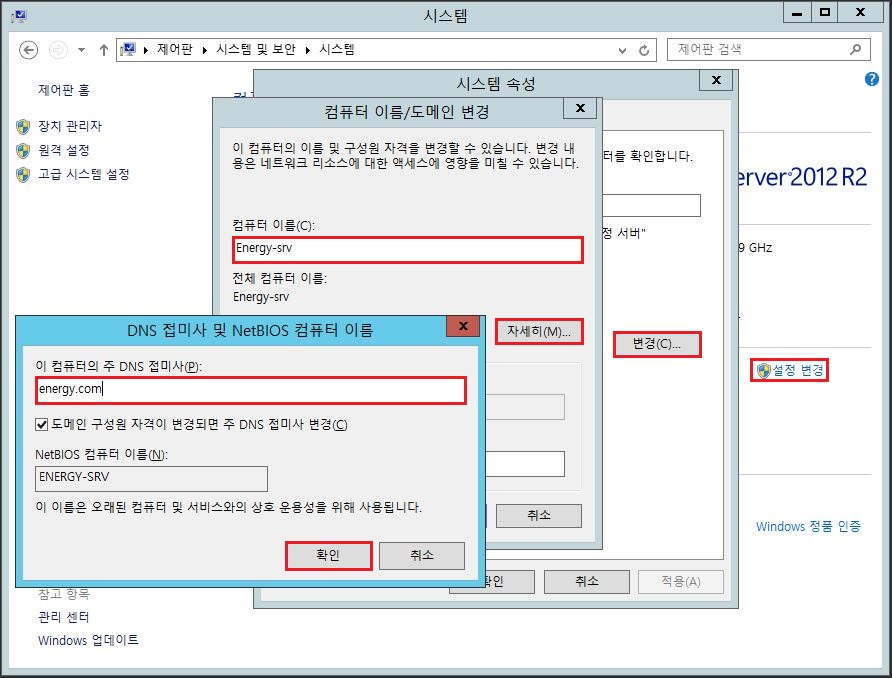 시스템
제어판 시스템 및 보안 시스템
제어판 검색
제어판 홈
장치 관리자
원격 설정
고급 시스템 설정
시스템 속성
컴퓨터 이름/도메인 변경
이 컴퓨터의 이름 및 구성원 자격을 변경할 수 있습니다. 변경 내
용은 네트워크 리소스에 대한 액세스에 영향을 미칠 수 있습니다.
컴퓨터 이름(C):
Energy-srv
전체 컴퓨터 이름:
Energy-srv
자세히(M)...
취소
터를 확인합니다.
정 서버"
변경(C)...
erver 2012 R2
9 GHz
설정 변경
Windows 정품 인증
DNS 접미사 및 NetBIOS 컴퓨터 이름
이 컴퓨터의 주 DNS 접미사(P):
energy.com
도메인 구성원 자격이 변경되면 주 DNS 접미사 변경(C)
NetBIOS 컴퓨터 이름(N):
ENERGY-SRV
이 이름은 오래된 컴퓨터 및 서비스와의 상호 운용성을 위해 사용됩니다.
확인 취소
확인 취소 적용(A)
참고 항목
관리 센터
Windows 업데이트